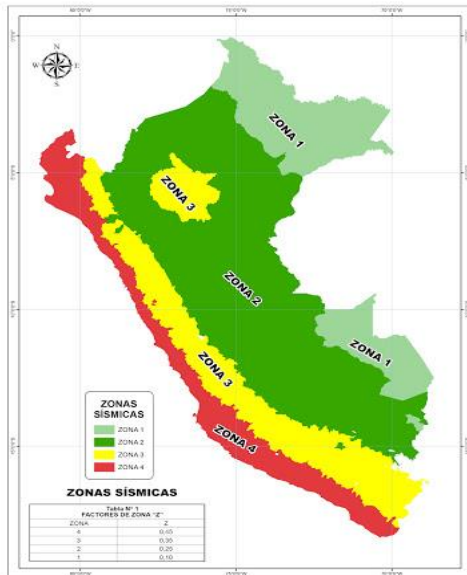 N
W E
S
ZONA 1
ZONA 3
ZONA 2
ZONA 1
ZONA 3
ZONA 4
ZONAS
SÍSMICAS
ZONA 1
ZONA 2
ZONA 3
ZONA 4
ZONAS SÍSMICAS
Tabla N° 1
FACTORES DE ZONA "Z"
ZONA Z
4 0,45
3 0,35
2 0,25
1 0,10